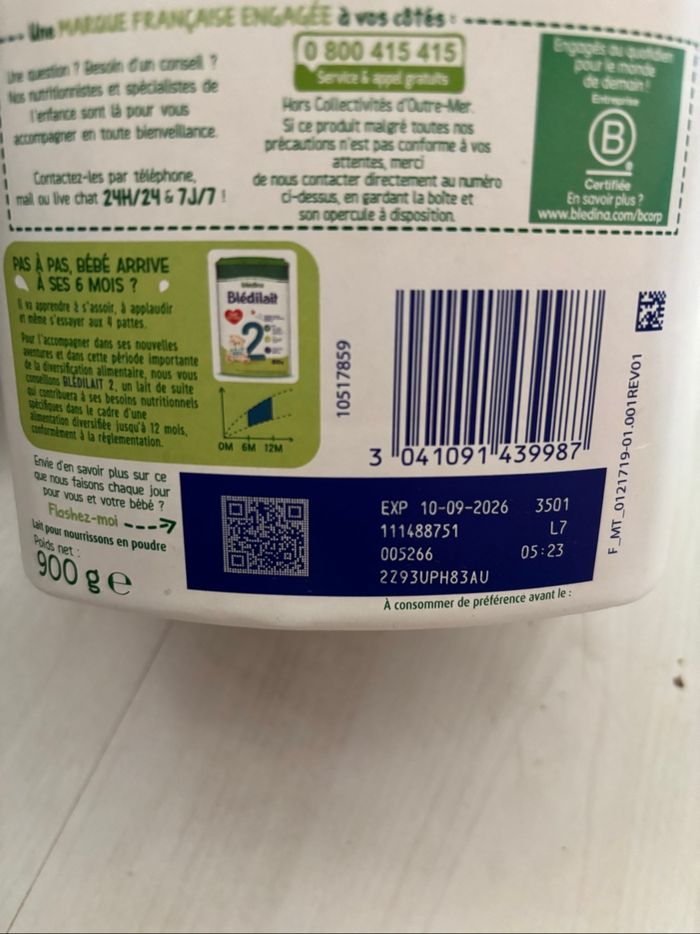 Une MARQUE FRANÇAISE ENGAGÉE à vos côtés :
Une question ? Besoin d'un conseil ?
Nos nutritionnistes et spécialistes de
l'enfance sont là pour vous
accompagner en toute bienveillance.
Contactez-les par téléphone,
mail ou live chat 24H/24 & 7J/7 !
0 800 415 415
Service & appel gratuits
Hors Collectivités d'Outre-Mer.
Si ce produit malgré toutes nos
précautions n'est pas conforme à vos
attentes, merci
de nous contacter directement au numéro
ci-dessus, en gardant la boîte et
son opercule à disposition.
Engagés au quotidien
pour le monde
de demain !
Entreprise
B
Certifiée
En savoir plus ?
www.bledina.com/bcorp
PAS À PAS, BÉBÉ ARRIVE
À SES 6 MOIS ?
Il va apprendre à s'assoir, à applaudir
et même s'essayer aux 4 pattes.
Pour l'accompagner dans ses nouvelles
aventures et dans cette période importante
de la diversification alimentaire, nous vous
conseillons BLÉDILAIT 2, un lait de suite
qui contribuera à ses besoins nutritionnels
spécifiques dans le cadre d'une
alimentation diversifiée jusqu'à 12 mois,
conformément à la règlementation.
blédina
Blédilait
2
0M 6M 12M
10517859
3 041091 439987
F_MT_0121719-01.001REV01
Envie d'en savoir plus sur ce
que nous faisons chaque jour
pour vous et votre bébé ?
Flashez-moi
Lait pour nourrissons en poudre
Poids net :
900 g e
EXP 10-09-2026 3501
111488751 L7
005266 05:23
2Z93UPH83AU
À consommer de préférence avant le :